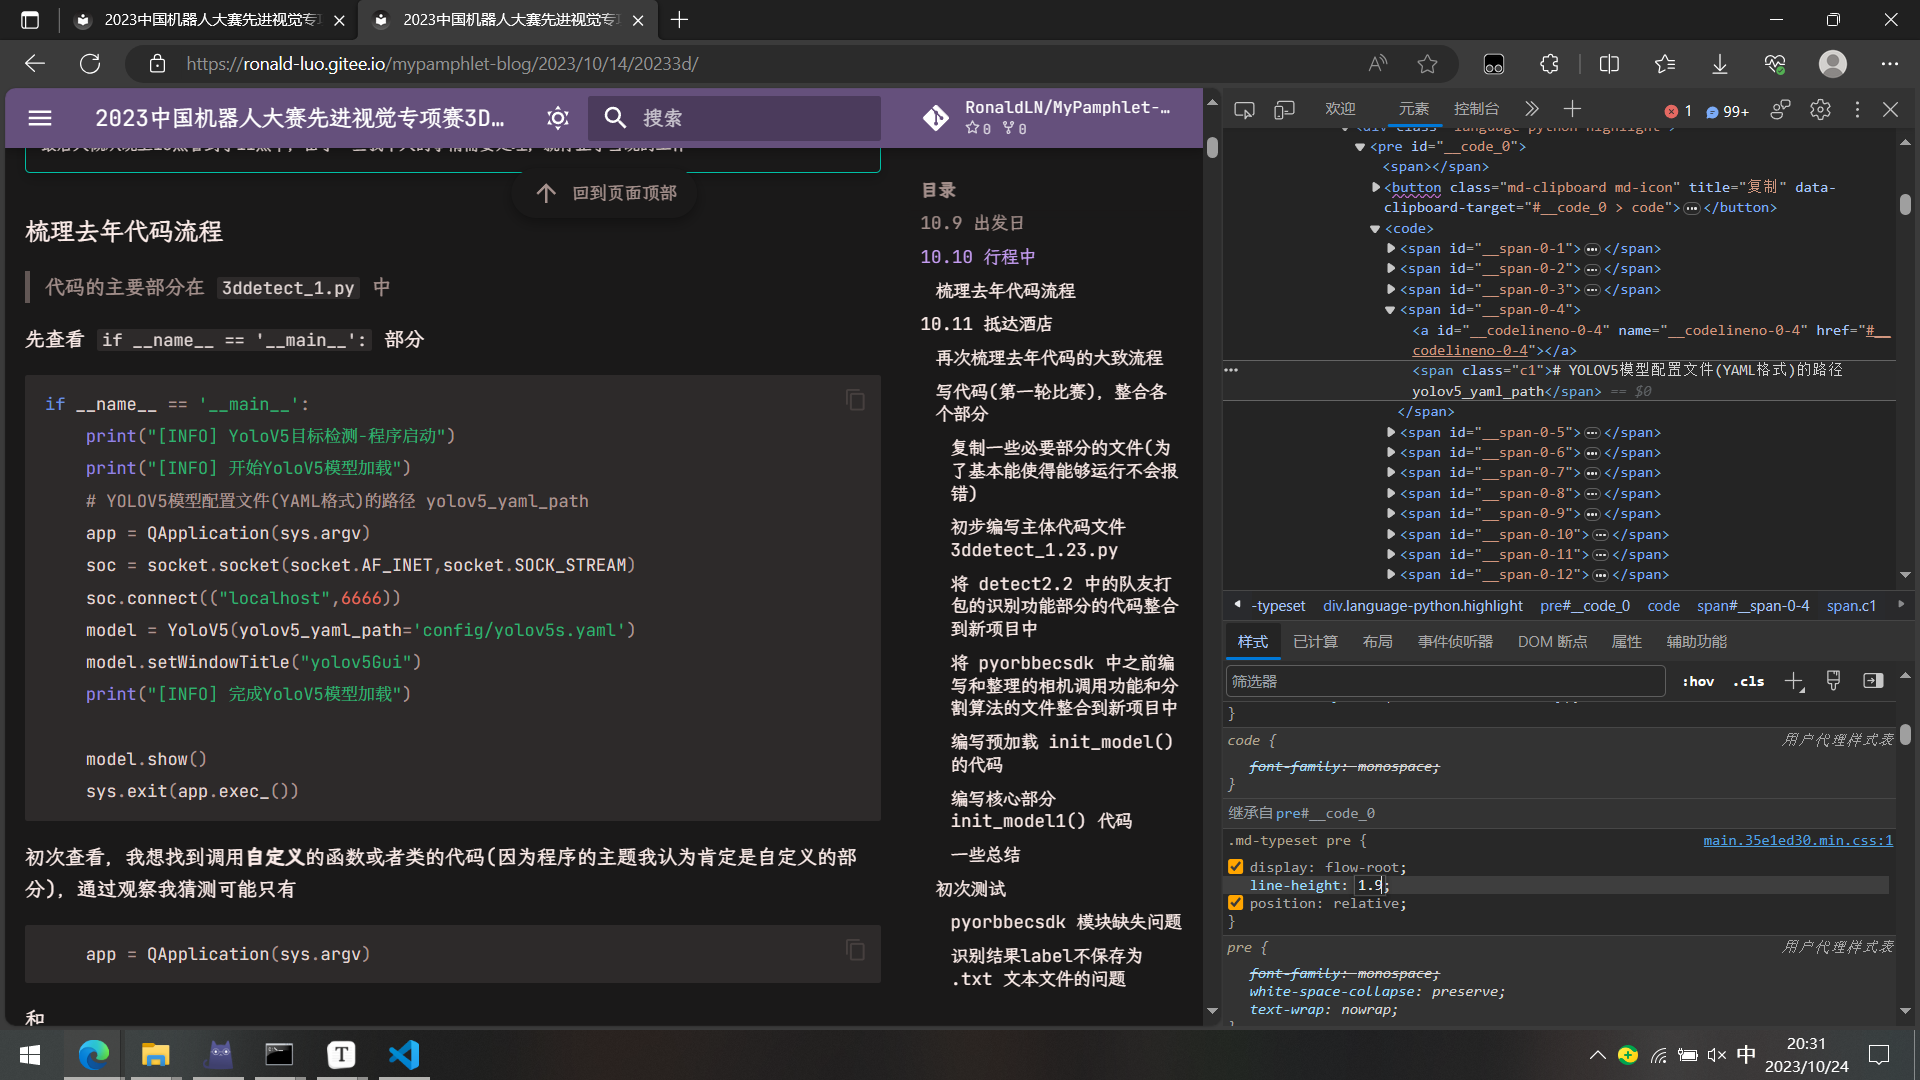 2023中国机器人大赛先进视觉专项
2023中国机器人大赛先进视觉专项
https://ronald-luo.gitee.io/mypamphlet-blog/2023/10/14/20233d/
2023中国机器人大赛先进视觉专项赛3D...
搜索
RonaldLN/MyPamphlet-...
0 0
回到页面顶部
梳理去年代码流程
代码的主要部分在 3ddetect_1.py 中
先查看 if __name__ == '__main__': 部分
if __name__ == '__main__':
print("[INFO] YoloV5目标检测-程序启动")
print("[INFO] 开始YoloV5模型加载")
# YOLOV5模型配置文件(YAML格式)的路径 yolov5_yaml_path
app = QApplication(sys.argv)
soc = socket.socket(socket.AF_INET,socket.SOCK_STREAM)
soc.connect(("localhost",6666))
model = YoloV5(yolov5_yaml_path='config/yolov5s.yaml')
model.setWindowTitle("yolov5Gui")
print("[INFO] 完成YoloV5模型加载")
model.show()
sys.exit(app.exec_())
初次查看，我想找到调用自定义的函数或者类的代码(因为程序的主题我认为肯定是自定义的部
分)，通过观察我猜测可能只有
app = QApplication(sys.argv)
和
目录
10.9 出发日
10.10 行程中
梳理去年代码流程
10.11 抵达酒店
再次梳理去年代码的大致流程
写代码(第一轮比赛)，整合各
个部分
复制一些必要部分的文件(为
了基本能使得能够运行不会报
错)
初步编写主体代码文件
3ddetect_1.23.py
将 detect2.2 中的队友打
包的识别功能部分的代码整合
到新项目中
将 pyorbbecsdk 中之前编
写和整理的相机调用功能和分
割算法的文件整合到新项目中
编写预加载 init_model()
的代码
编写核心部分
init_model1() 代码
一些总结
初次测试
pyorbbecsdk 模块缺失问题
识别结果label不保存为
.txt 文本文件的问题
欢迎 元素 控制台 1 99+
<div class="language-python highlight">
<pre id="__code_0">
<span></span>
<button class="md-clipboard md-icon" title="复制" data-
clipboard-target="#__code_0 > code">…</button>
<code>
<span id="__span-0-1">…</span>
<span id="__span-0-2">…</span>
<span id="__span-0-3">…</span>
<span id="__span-0-4">
<a id="__codelineno-0-4" name="__codelineno-0-4" href="#__
codelineno-0-4"></a>
<span class="c1"># YOLOV5模型配置文件(YAML格式)的路径
yolov5_yaml_path</span> == $0
</span>
<span id="__span-0-5">…</span>
<span id="__span-0-6">…</span>
<span id="__span-0-7">…</span>
<span id="__span-0-8">…</span>
<span id="__span-0-9">…</span>
<span id="__span-0-10">…</span>
<span id="__span-0-11">…</span>
<span id="__span-0-12">…</span>
-typeset div.language-python.highlight pre#__code_0 code span#__span-0-4 span.c1
样式 已计算 布局 事件侦听器 DOM 断点 属性 辅助功能
筛选器 :hov .cls
}
code { 用户代理样式表
font-family: monospace;
}
继承自 pre#__code_0
.md-typeset pre { main.35e1ed30.min.css:1
display: flow-root;
line-height: 1.9;
position: relative;
}
pre { 用户代理样式表
font-family: monospace;
white-space-collapse: preserve;
text-wrap: nowrap;
中
20:31
2023/10/24